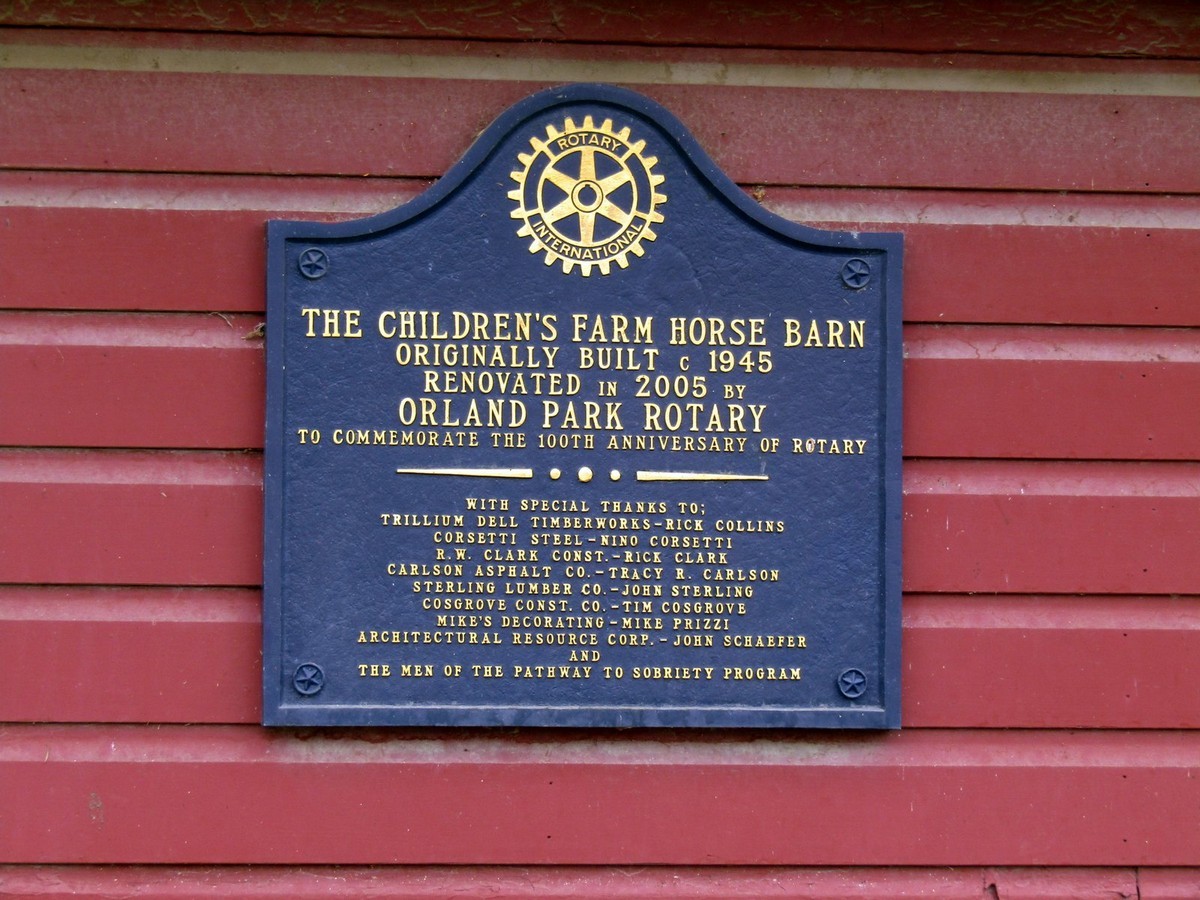 ROTARY
INTERNATIONAL
THE CHILDREN'S FARM HORSE BARN
ORIGINALLY BUILT c 1945
RENOVATED IN 2005 BY
ORLAND PARK ROTARY
TO COMMEMORATE THE 100TH ANNIVERSARY OF ROTARY
WITH SPECIAL THANKS TO;
TRILLIUM DELL TIMBERWORKS-RICK COLLINS
CORSETTI STEEL-NINO CORSETTI
R.W. CLARK CONST.-RICK CLARK
CARLSON ASPHALT CO.-TRACY R. CARLSON
STERLING LUMBER CO.-JOHN STERLING
COSGROVE CONST. CO.-TIM COSGROVE
MIKE'S DECORATING-MIKE PRIZZI
ARCHITECTURAL RESOURCE CORP.- JOHN SCHAEFER
AND
THE MEN OF THE PATHWAY TO SOBRIETY PROGRAM